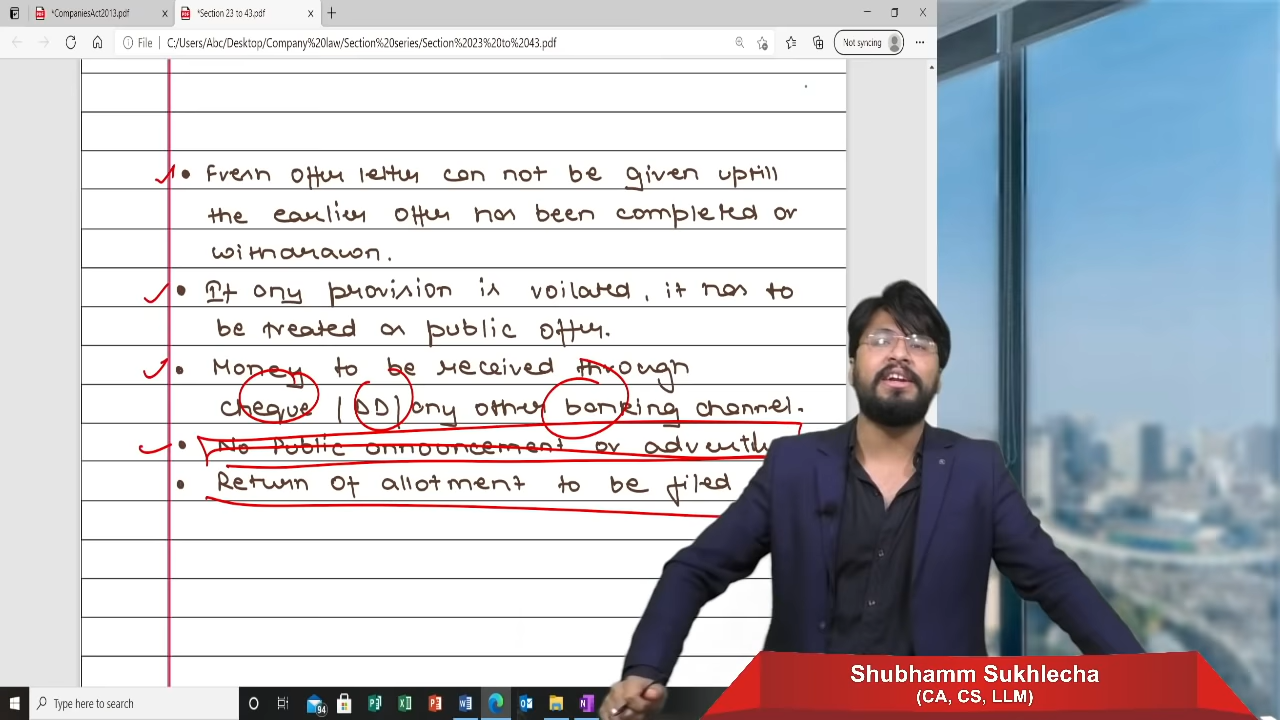 *CompaniesAct2013.pdf
*Section 23 to 43.pdf
File
C:/Users/Abc/Desktop/Company%20law/Section%20series/Section%2023%20to%2043.pdf
Not syncing
• Fresh offer letter can not be given uptill
the earlier offer has been completed or
withdrawn.
• If any provision is voilated, it has to
be treated as public offer.
• Money to be received through
cheque / DD / any other banking channel.
• No Public announcement or
• Return of allotment to be filed
Shubhamm Sukhlecha
(CA, CS, LLM)
Type here to search
94